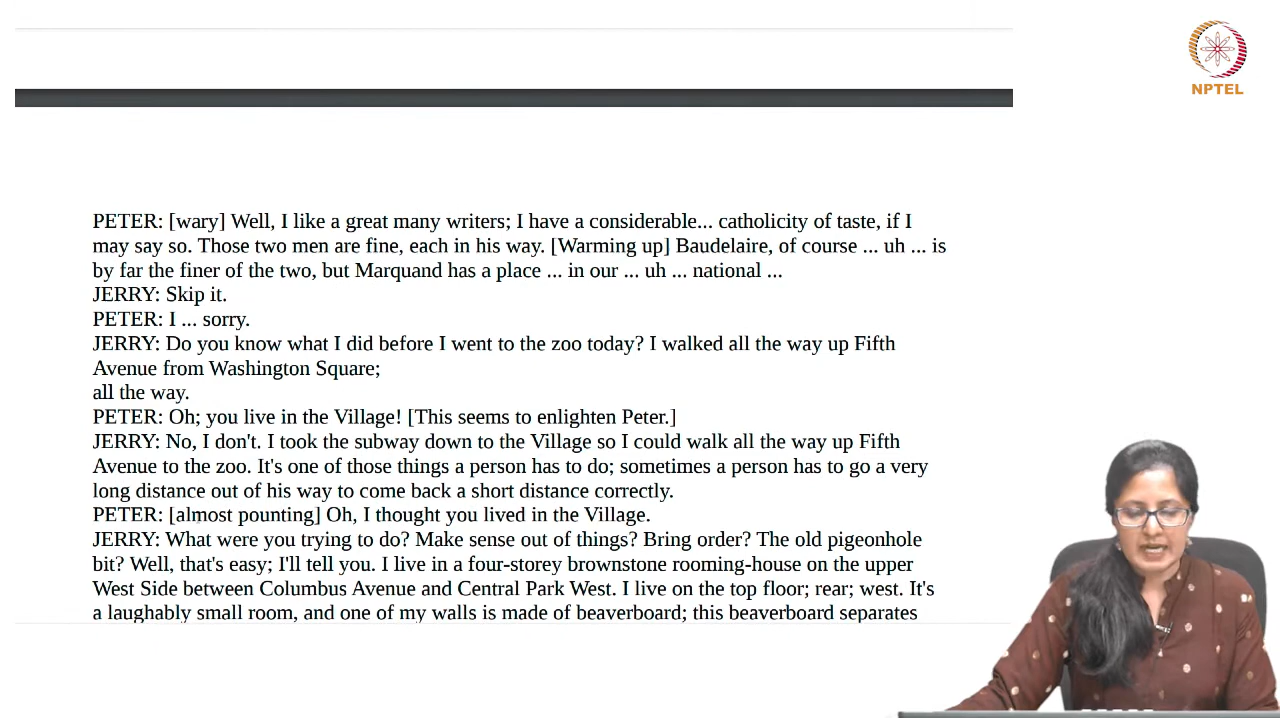 NPTEL
PETER: [wary] Well, I like a great many writers; I have a considerable... catholicity of taste, if I
may say so. Those two men are fine, each in his way. [Warming up] Baudelaire, of course ... uh ... is
by far the finer of the two, but Marquand has a place ... in our ... uh ... national ...
JERRY: Skip it.
PETER: I ... sorry.
JERRY: Do you know what I did before I went to the zoo today? I walked all the way up Fifth
Avenue from Washington Square;
all the way.
PETER: Oh; you live in the Village! [This seems to enlighten Peter.]
JERRY: No, I don't. I took the subway down to the Village so I could walk all the way up Fifth
Avenue to the zoo. It's one of those things a person has to do; sometimes a person has to go a very
long distance out of his way to come back a short distance correctly.
PETER: [almost pounting] Oh, I thought you lived in the Village.
JERRY: What were you trying to do? Make sense out of things? Bring order? The old pigeonhole
bit? Well, that's easy; I'll tell you. I live in a four-storey brownstone rooming-house on the upper
West Side between Columbus Avenue and Central Park West. I live on the top floor; rear; west. It's
a laughably small room, and one of my walls is made of beaverboard; this beaverboard separates